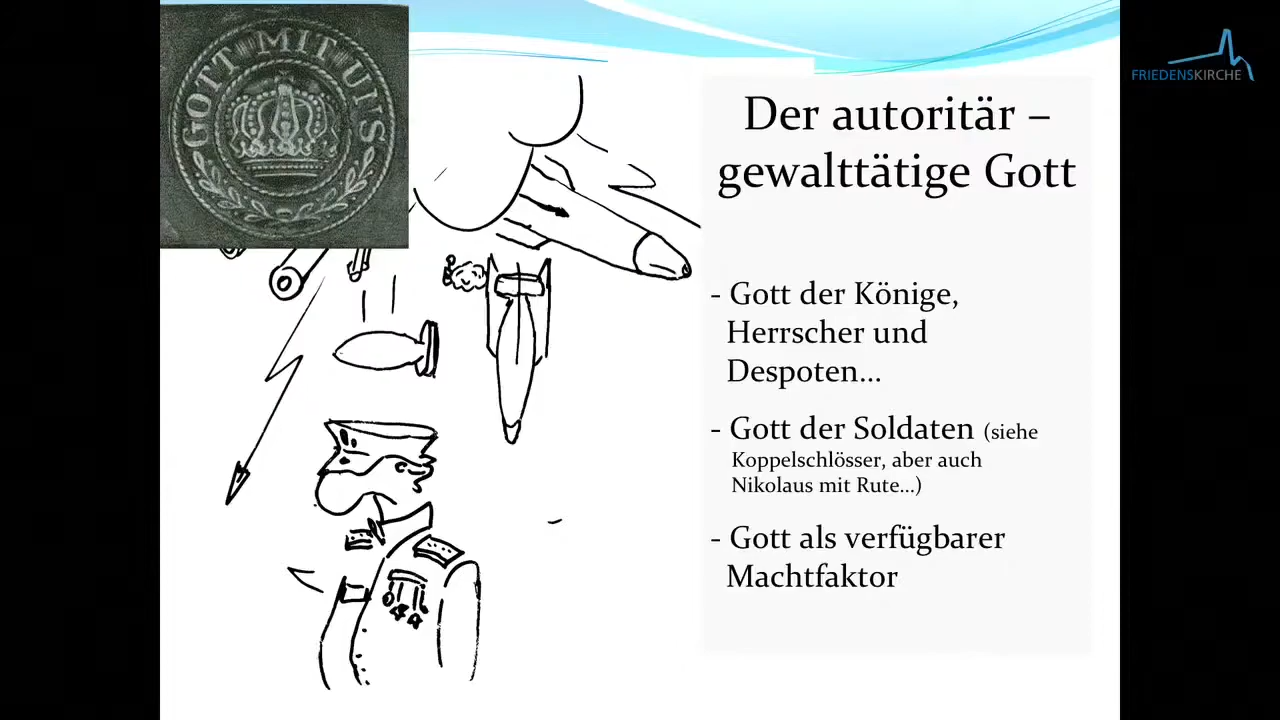 GOTT MIT UNS
FRIEDENSKIRCHE
Der autoritär –
gewalttätige Gott
- Gott der Könige,
Herrscher und
Despoten...
- Gott der Soldaten (siehe
Koppelschlösser, aber auch
Nikolaus mit Rute...)
- Gott als verfügbarer
Machtfaktor